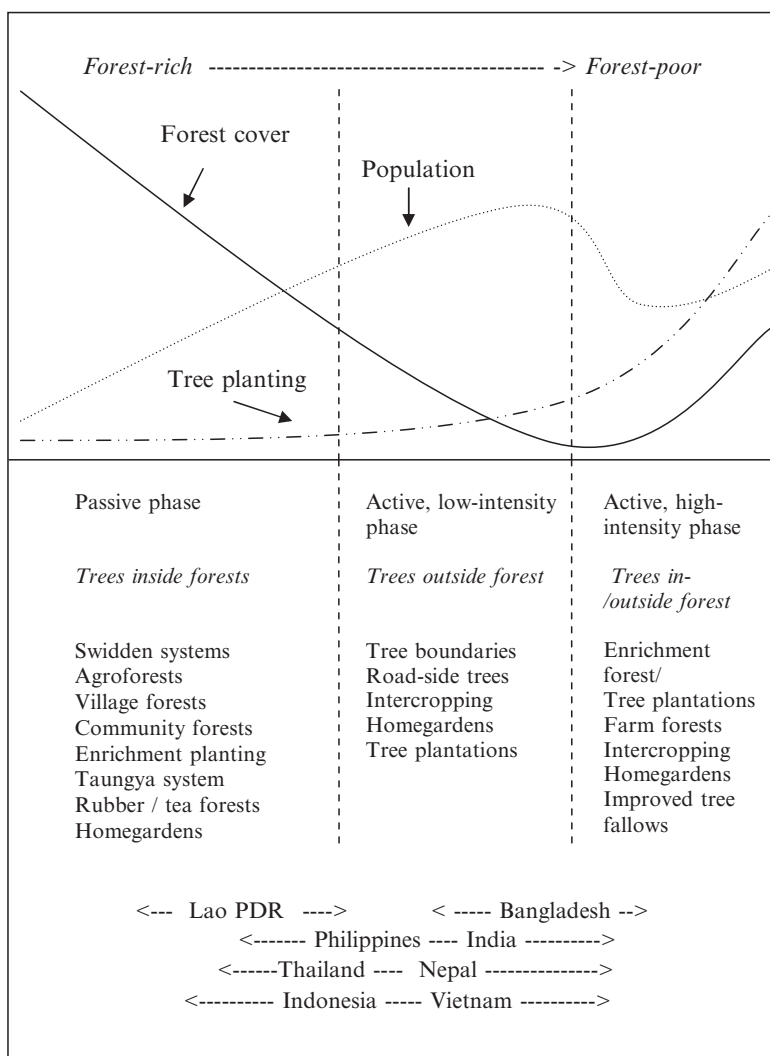 Forest-rich ---------------------------------- -> Forest-poor
Forest cover
Population
Tree planting
Passive phase
Trees inside forests
Swidden systems
Agroforests
Village forests
Community forests
Enrichment planting
Taungya system
Rubber / tea forests
Homegardens
Active, low-intensity
phase
Trees outside forest
Tree boundaries
Road-side trees
Intercropping
Homegardens
Tree plantations
Active, high-
intensity phase
Trees in-
/outside forest
Enrichment
forest/
Tree plantations
Farm forests
Intercropping
Homegardens
Improved tree
fallows
<--- Lao PDR ----> < ----- Bangladesh -->
<------- Philippines ---- India ---------->
<------Thailand ---- Nepal --------------->
<---------- Indonesia ----- Vietnam ---------->